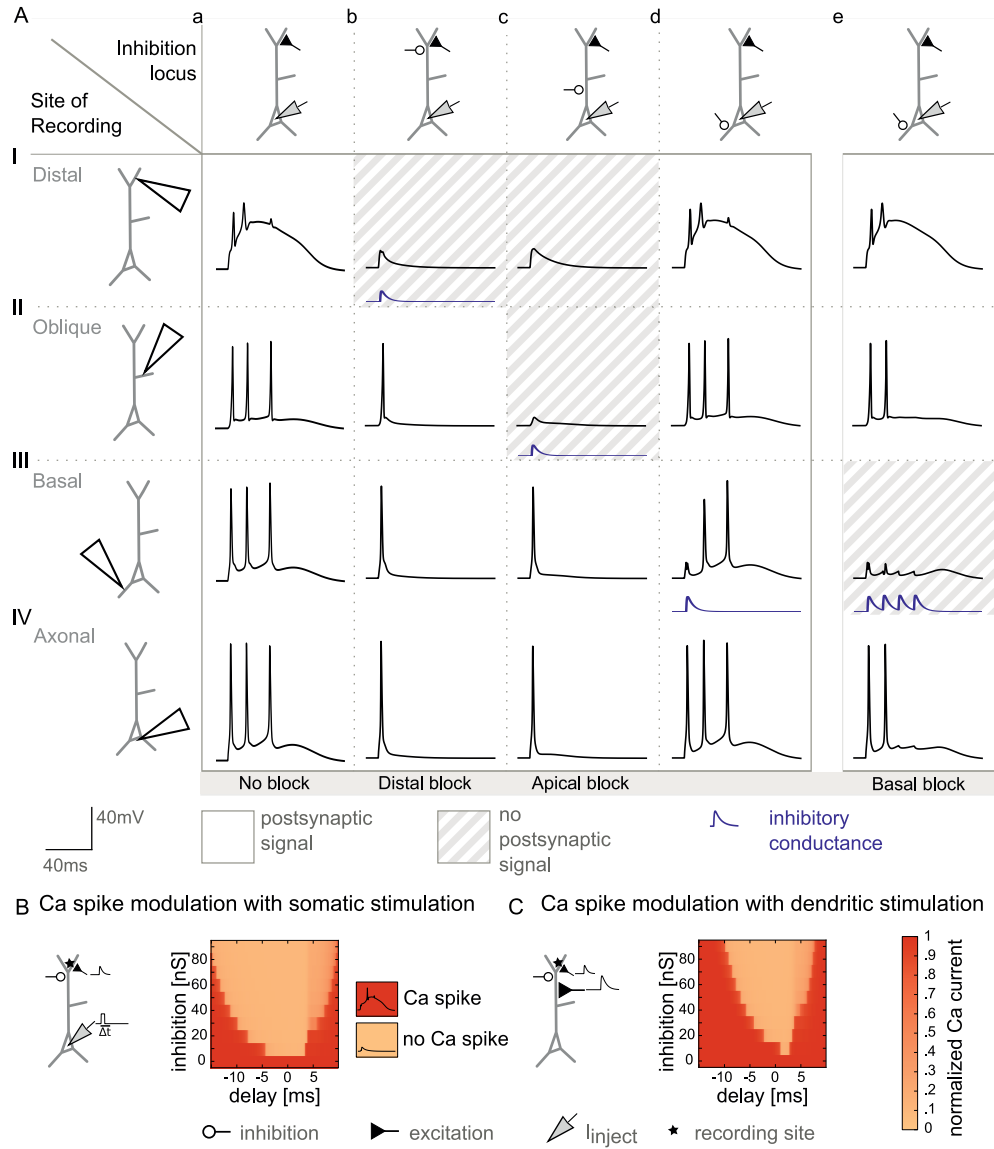 A
a
b
c
d
e
Inhibition
locus
Site of
Recording
I
Distal
II
Oblique
III
Basal
IV
Axonal
No block
Distal block
Apical block
Basal block
40mV
40ms
postsynaptic
signal
no
postsynaptic
signal
inhibitory
conductance
B Ca spike modulation with somatic stimulation
C Ca spike modulation with dendritic stimulation
Δt
inhibition [nS]
80
60
40
20
0
-10 -5 0 5
delay [ms]
Ca spike
no Ca spike
inhibition [nS]
80
60
40
20
0
-10 -5 0 5
delay [ms]
1
.9
.8
.7
.6
.5
.4
.3
.2
.1
0
normalized Ca current
inhibition
excitation
Iinject
recording site